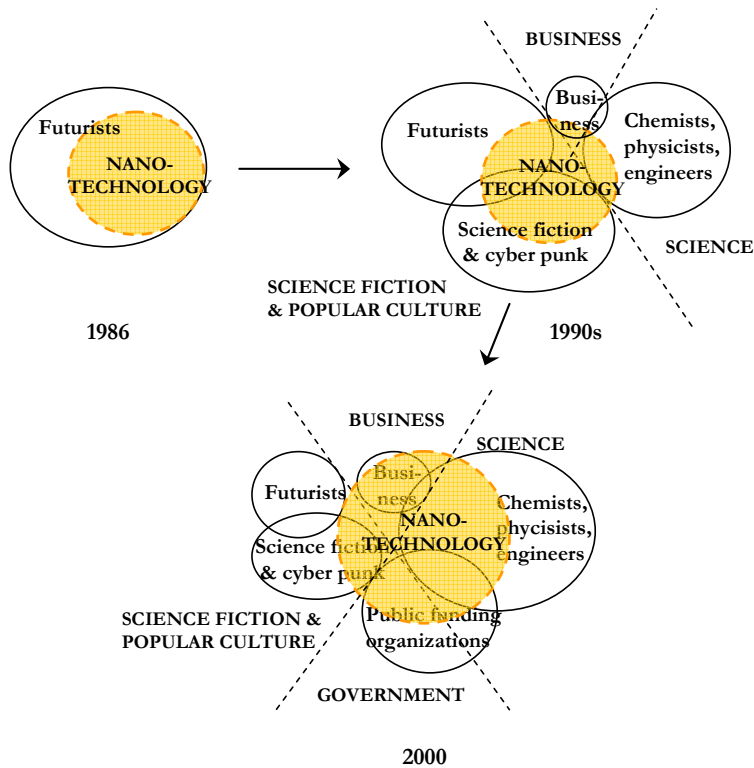 Futurists
NANO-
TECHNOLOGY
1986
BUSINESS
Busi-
ness
Futurists
Chemists,
physicists,
engineers
NANO-
TECHNOLOGY
Science fiction
& cyber punk
SCIENCE
SCIENCE FICTION
& POPULAR CULTURE
1990s
BUSINESS
SCIENCE
Busi-
ness
Futurists
Chemists,
phycisists,
engineers
NANO-
TECHNOLOGY
Science fiction
& cyber punk
Public funding
organizations
SCIENCE FICTION &
POPULAR CULTURE
GOVERNMENT
2000